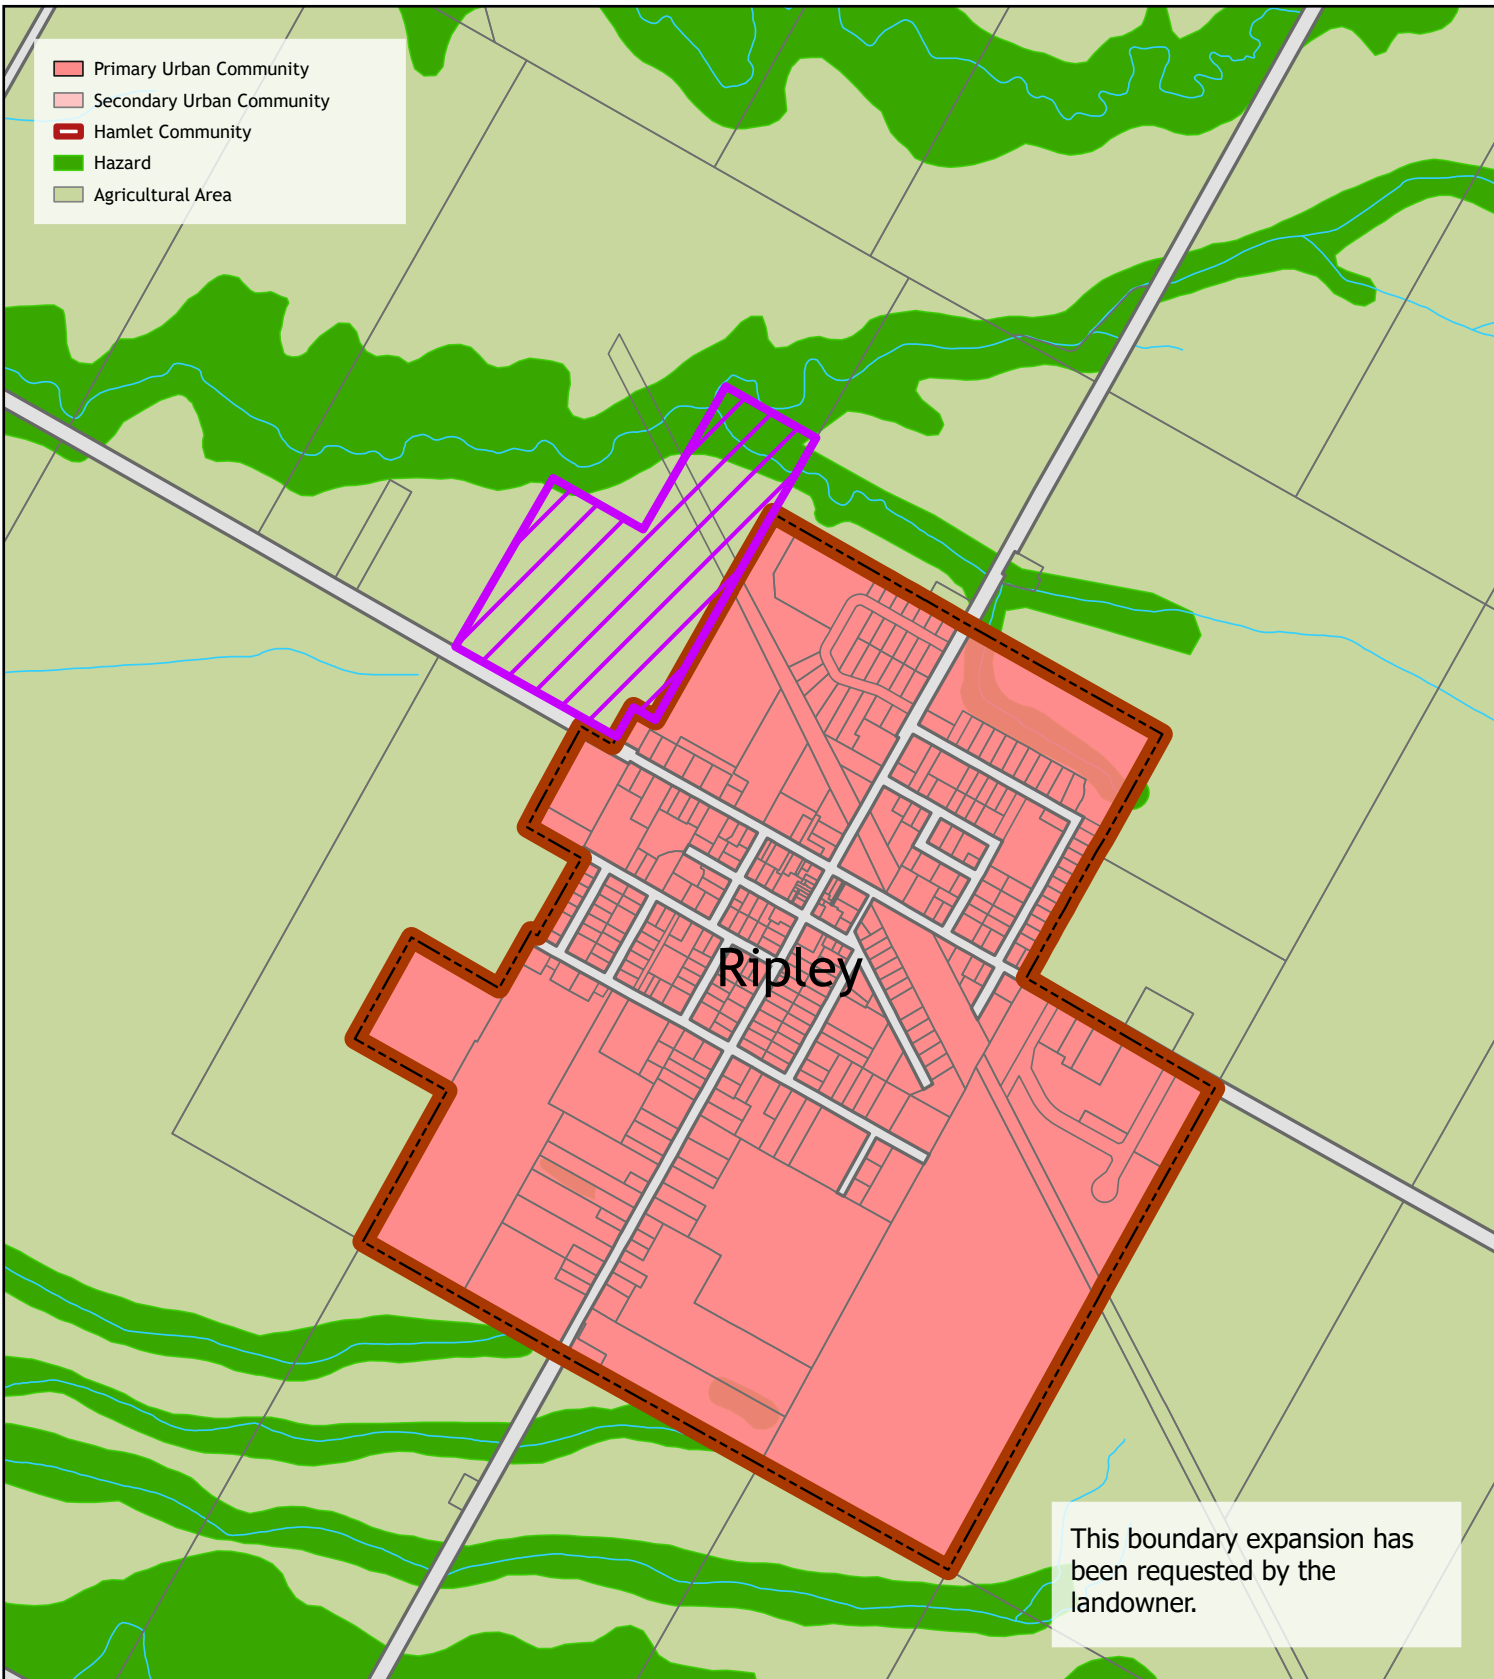 Primary Urban Community
Secondary Urban Community
Hamlet Community
Hazard
Agricultural Area
Ripley
This boundary expansion has
been requested by the
landowner.